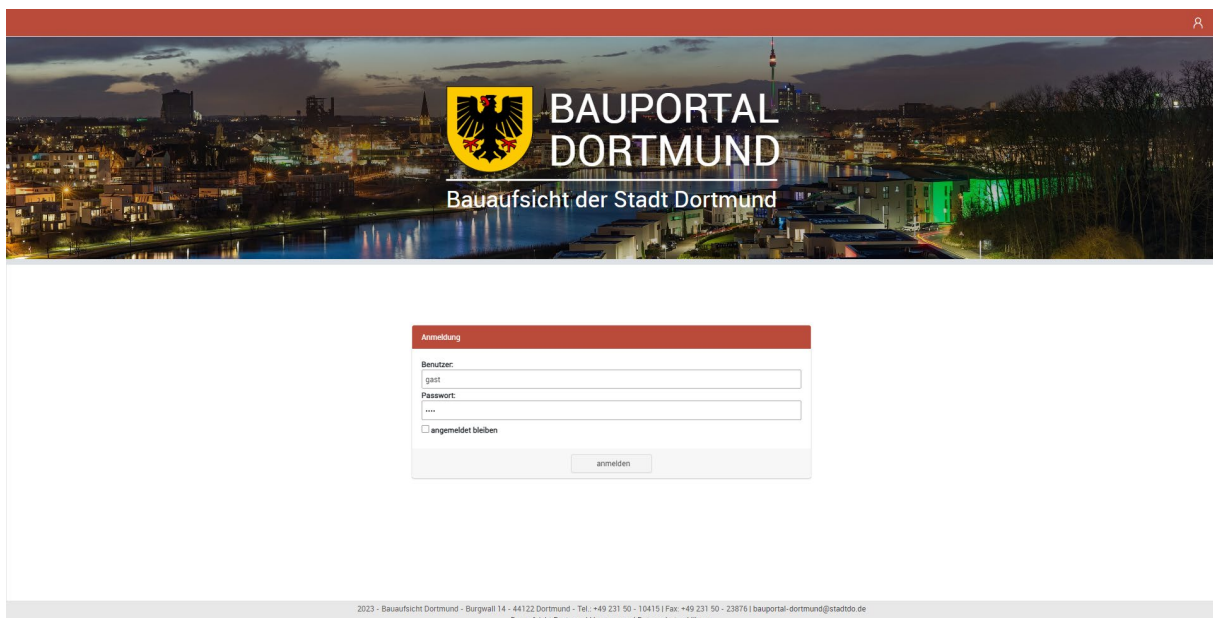 BAUPORTAL
DORTMUND
Bauaufsicht der Stadt Dortmund
Anmeldung
Benutzer:
gast
Passwort:
••••
angemeldet bleiben
anmelden
2023 - Bauaufsicht Dortmund - Burgwall 14 - 44122 Dortmund - Tel.: +49 231 50 - 10415 | Fax: +49 231 50 - 23876 | bauportal-dortmund@stadtdo.de